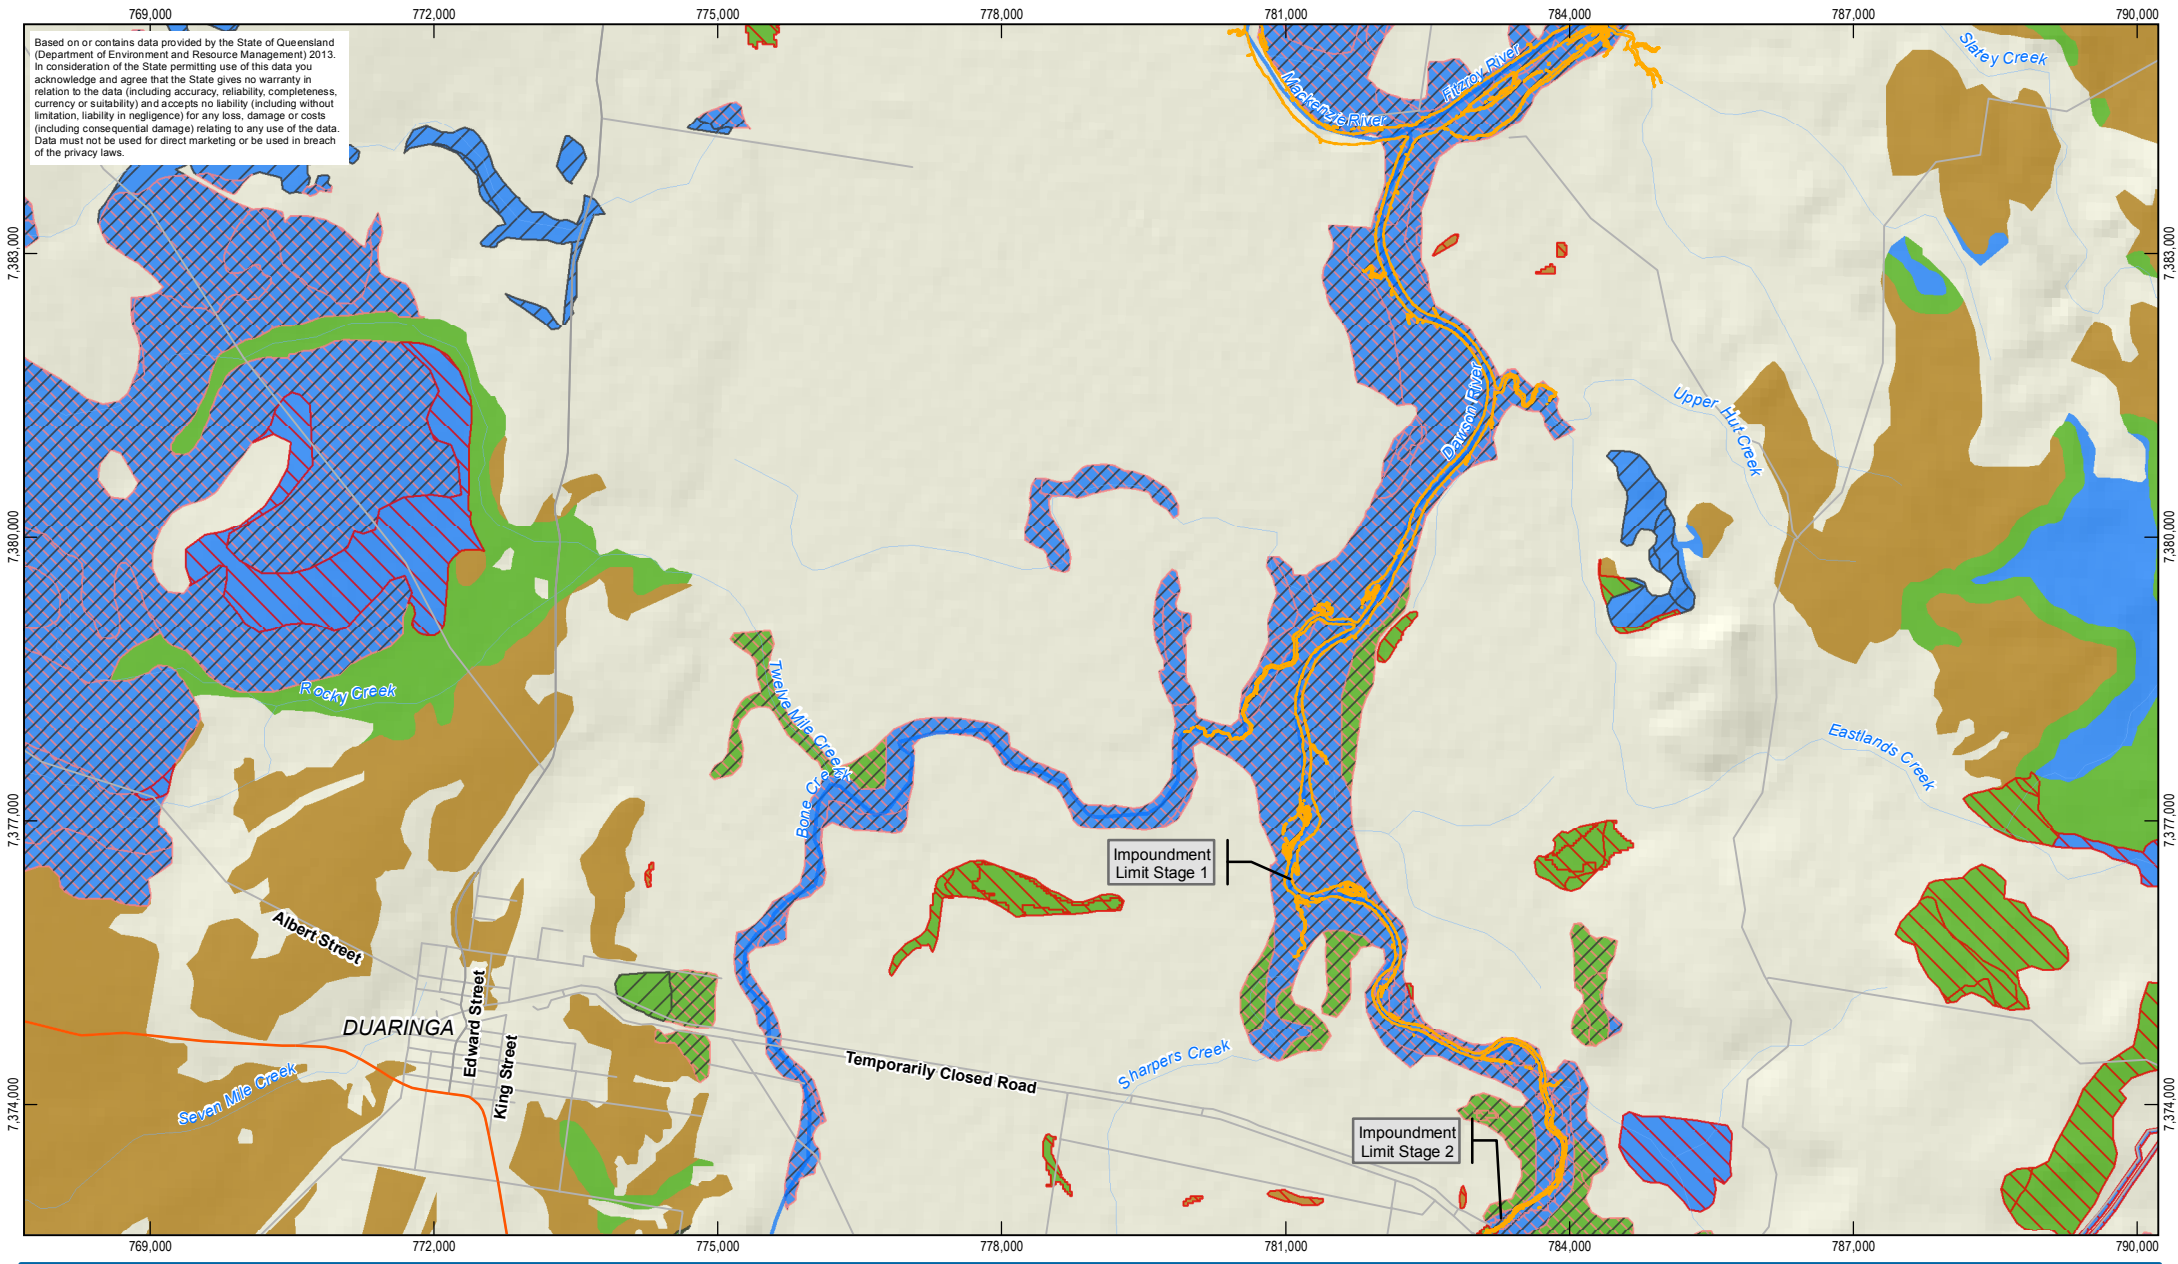 769,000
772,000
775,000
778,000
781,000
784,000
787,000
790,000
Based on or contains data provided by the State of Queensland
(Department of Environment and Resource Management) 2013.
In consideration of the State permitting use of this data you
acknowledge and agree that the State gives no warranty in
relation to the data (including accuracy, reliability, completeness,
currency or suitability) and accepts no liability (including without
limitation, liability in negligence) for any loss, damage or costs
(including consequential damage) relating to any use of the data.
Data must not be used for direct marketing or be used in breach
of the privacy laws.
Slatey Creek
Fitzroy River
Mackenzie River
7,383,000
7,383,000
Dawson River
Upper Hut Creek
7,380,000
7,380,000
Rocky Creek
Twelve Mile Creek
Eastlands Creek
Bone Creek
7,377,000
7,377,000
Impoundment
Limit Stage 1
Albert Street
Edward Street
DUARINGA
King Street
Temporarily Closed Road
Sharpers Creek
Seven Mile Creek
7,374,000
7,374,000
Impoundment
Limit Stage 2
769,000
772,000
775,000
778,000
781,000
784,000
787,000
790,000